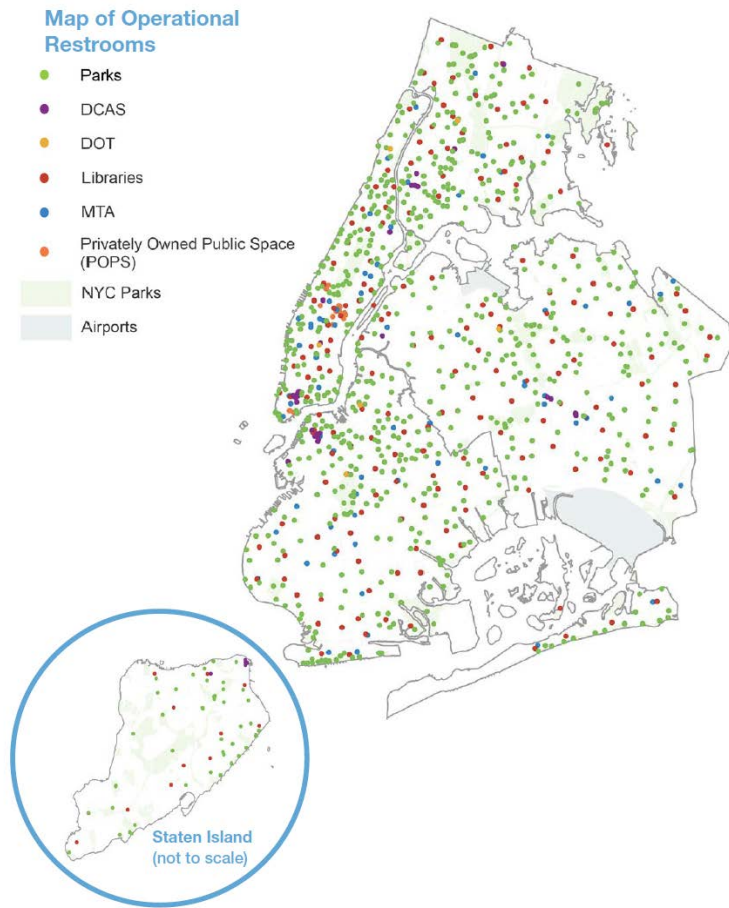 Map of Operational
Restrooms
Parks
DCAS
DOT
Libraries
MTA
Privately Owned Public Space
(POPS)
NYC Parks
Airports
Staten Island
(not to scale)